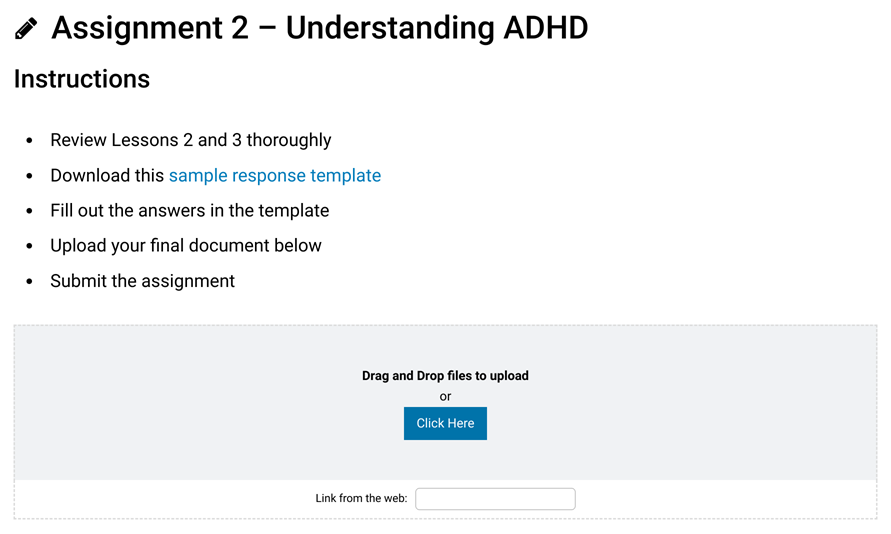 Assignment 2 – Understanding ADHD
Instructions
• Review Lessons 2 and 3 thoroughly
• Download this sample response template
• Fill out the answers in the template
• Upload your final document below
• Submit the assignment
Drag and Drop files to upload
or
Click Here
Link from the web: